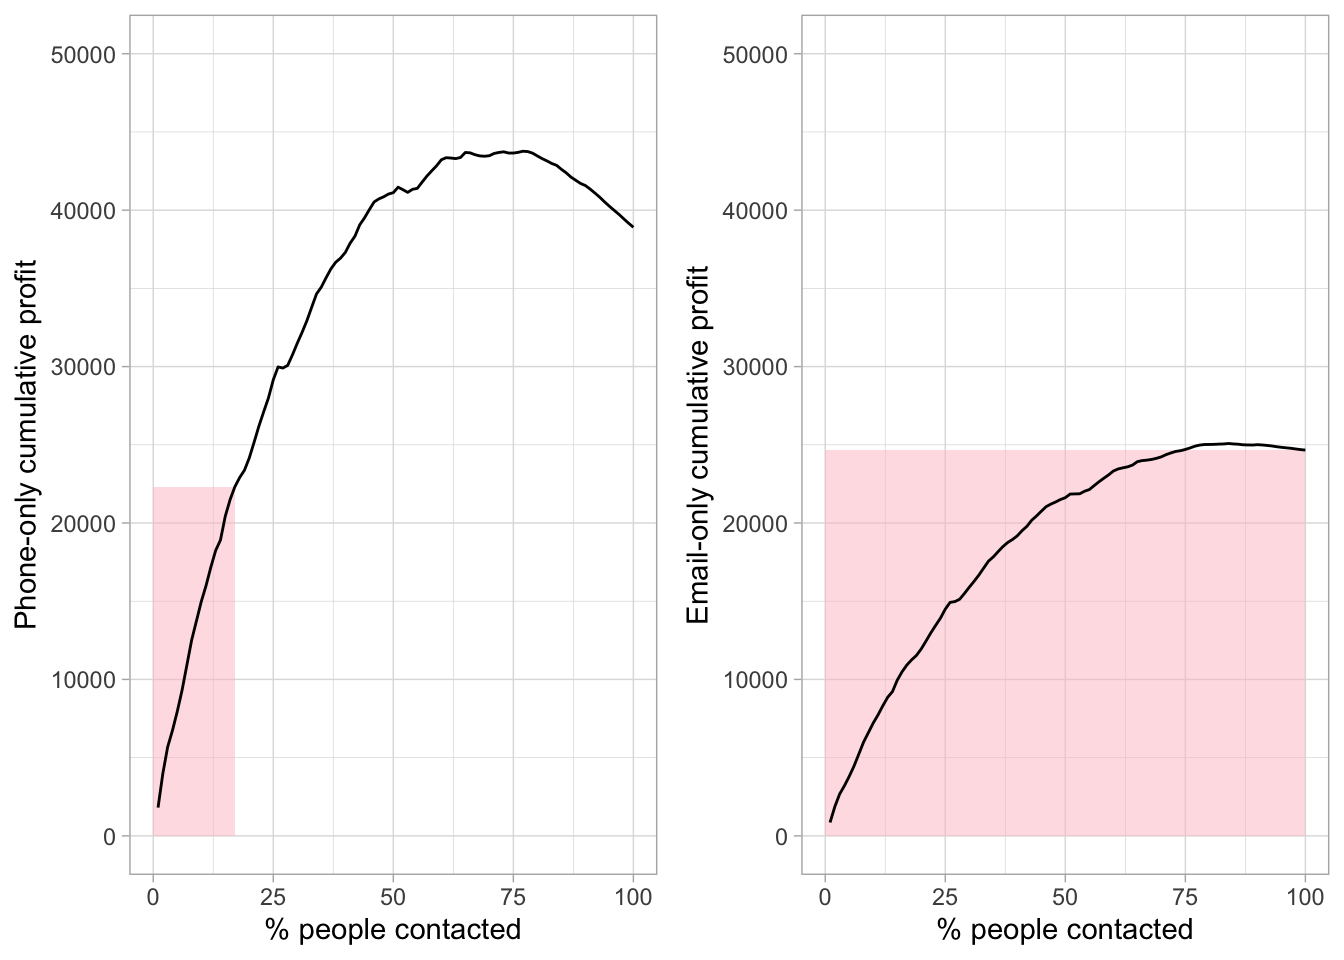 Phone-only cumulative profit
50000
40000
30000
20000
10000
0
0 25 50 75 100
% people contacted
Email-only cumulative profit
50000
40000
30000
20000
10000
0
0 25 50 75 100
% people contacted